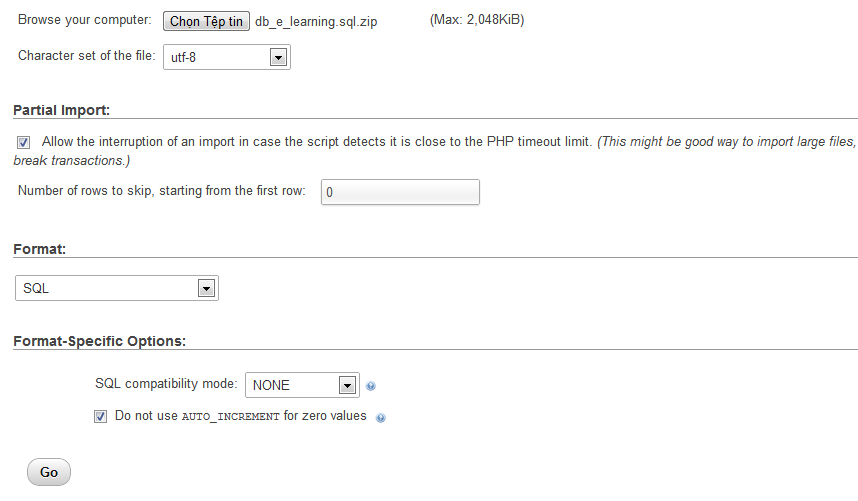 Browse your computer: Chọn Tệp tin db_e_learning.sql.zip (Max: 2,048KiB)
Character set of the file: utf-8
Partial Import:
Allow the interruption of an import in case the script detects it is close to the PHP timeout limit. (This might be good way to import large files,
break transactions.)
Number of rows to skip, starting from the first row: 0
Format:
SQL
Format-Specific Options:
SQL compatibility mode: NONE
Do not use AUTO_INCREMENT for zero values
Go